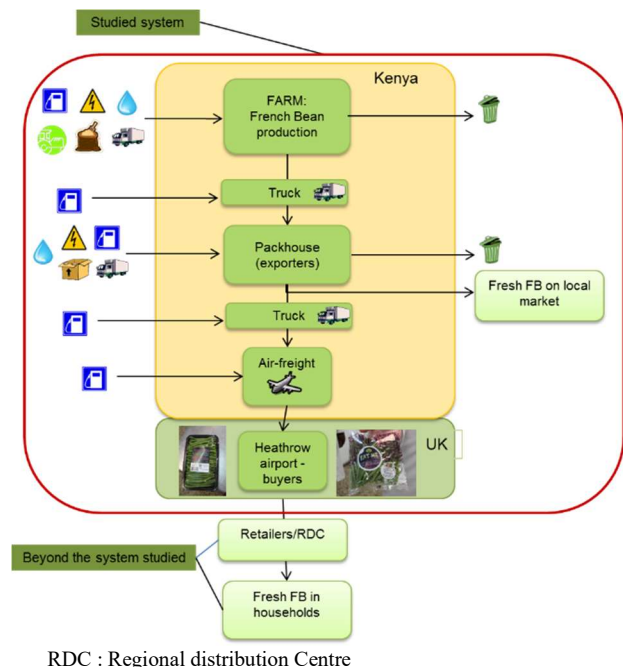 Studied system
Kenya
FARM:
French Bean
production
Truck
Packhouse
(exporters)
Fresh FB on local
market
Truck
Air-freight
UK
Heathrow
airport -
buyers
Retailers/RDC
Beyond the system studied
Fresh FB in
households
RDC : Regional distribution Centre